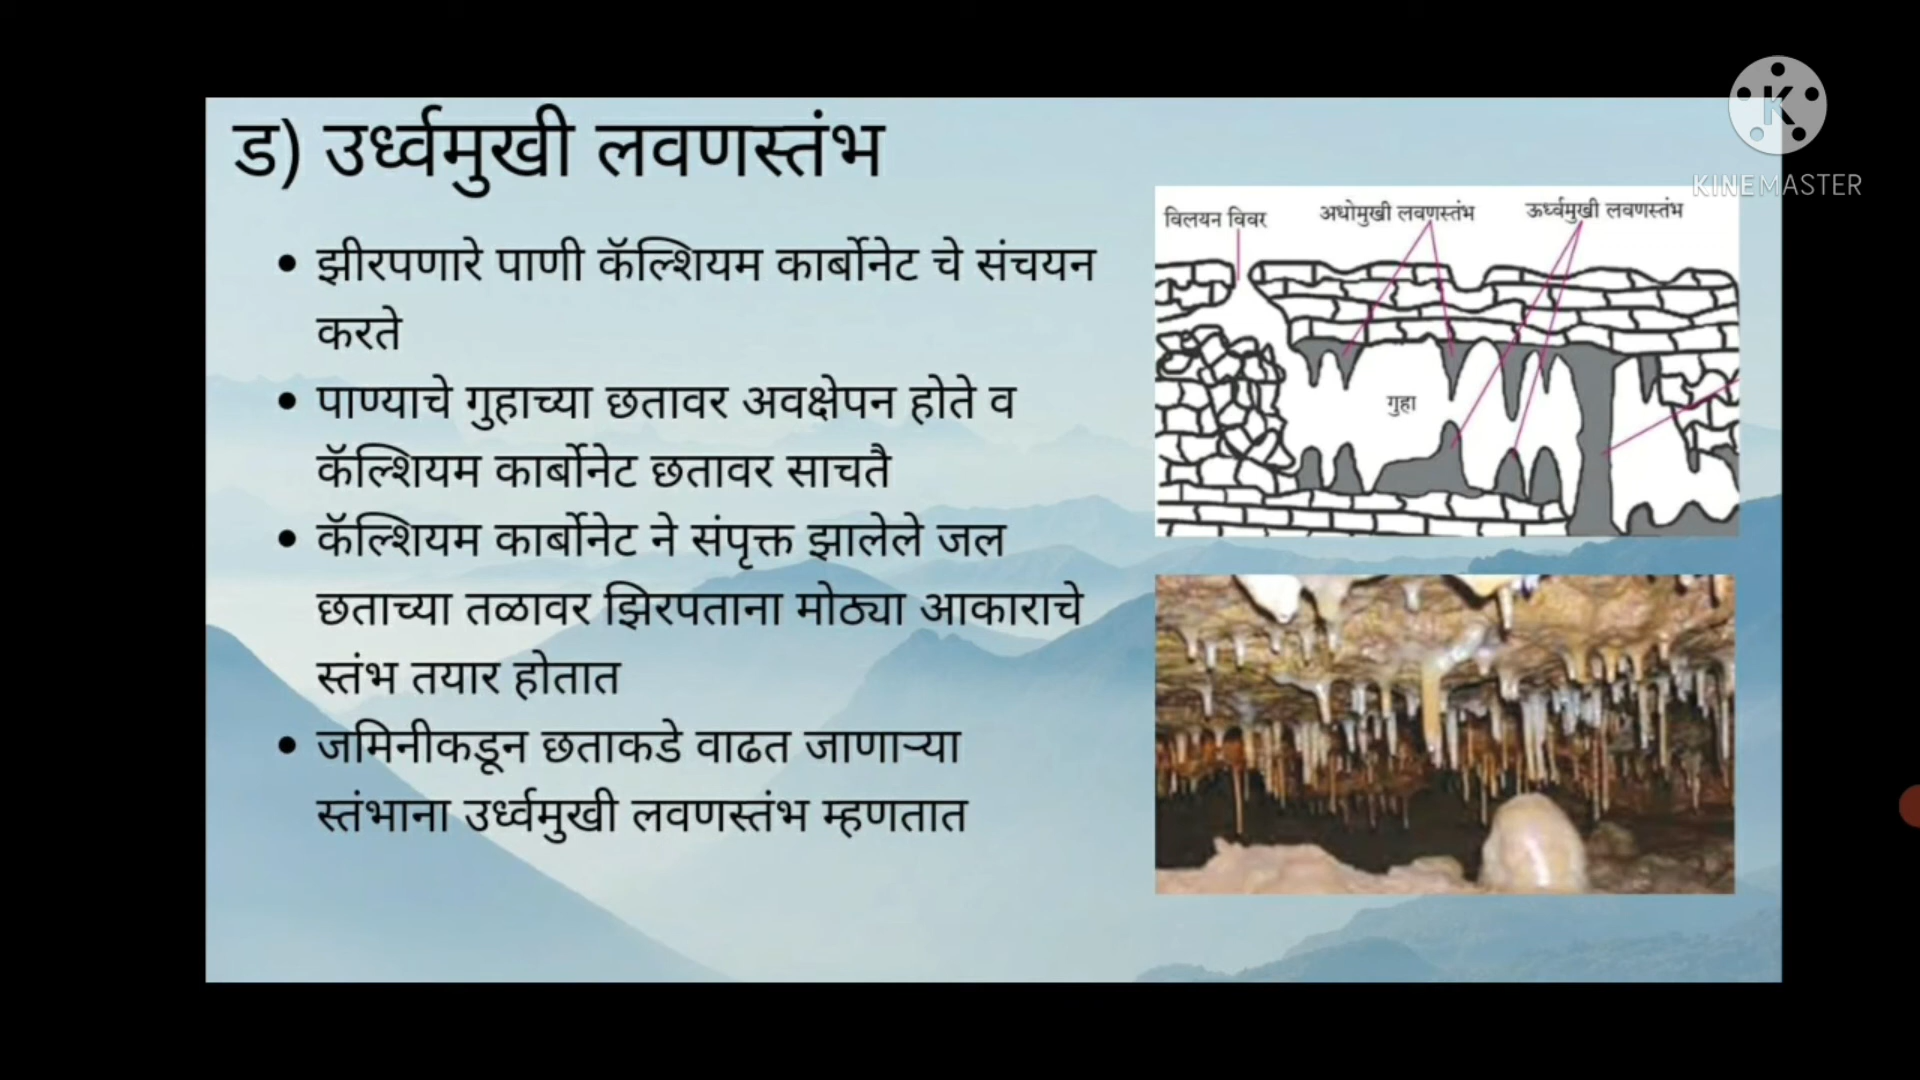 ड) उर्ध्वमुखी लवणस्तंभ
• झीरपणारे पाणी कॅल्शियम कार्बोनेट चे संचयन
करते
• पाण्याचे गुहाच्या छतावर अवक्षेपन होते व
कॅल्शियम कार्बोनेट छतावर साचतै
• कॅल्शियम कार्बोनेट ने संपृक्त झालेले जल
छताच्या तळावर झिरपताना मोठ्या आकाराचे
स्तंभ तयार होतात
• जमिनीकडून छताकडे वाढत जाणाऱ्या
स्तंभाना उर्ध्वमुखी लवणस्तंभ म्हणतात
विलयन विवर
अधोमुखी लवणस्तंभ
ऊर्ध्वमुखी लवणस्तंभ
गुहा
K
KINEMASTER